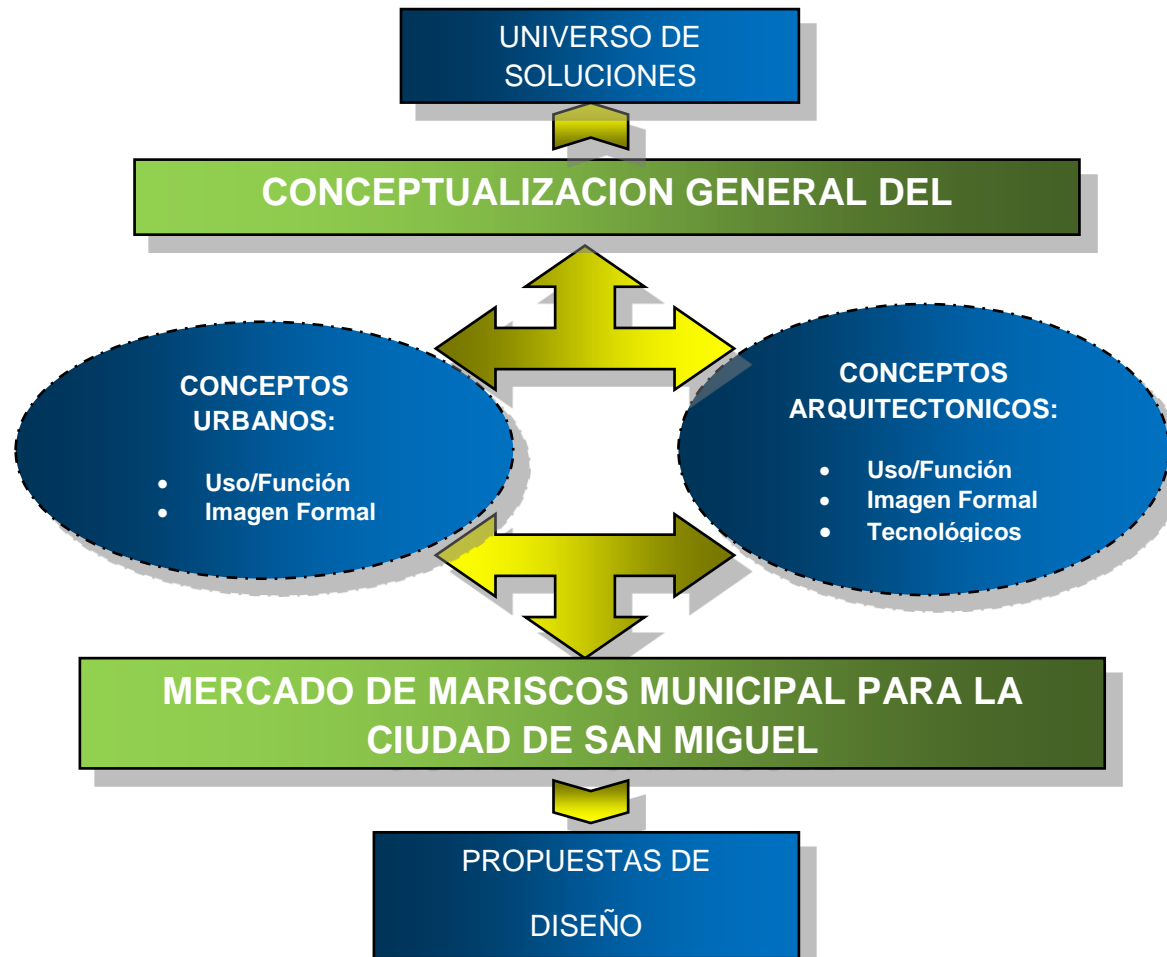 UNIVERSO DE
SOLUCIONES
CONCEPTUALIZACION GENERAL DEL
CONCEPTOS
URBANOS:
• Uso/Función
• Imagen Formal
CONCEPTOS
ARQUITECTONICOS:
• Uso/Función
• Imagen Formal
• Tecnológicos
MERCADO DE MARISCOS MUNICIPAL PARA LA
CIUDAD DE SAN MIGUEL
PROPUESTAS DE
DISEÑO